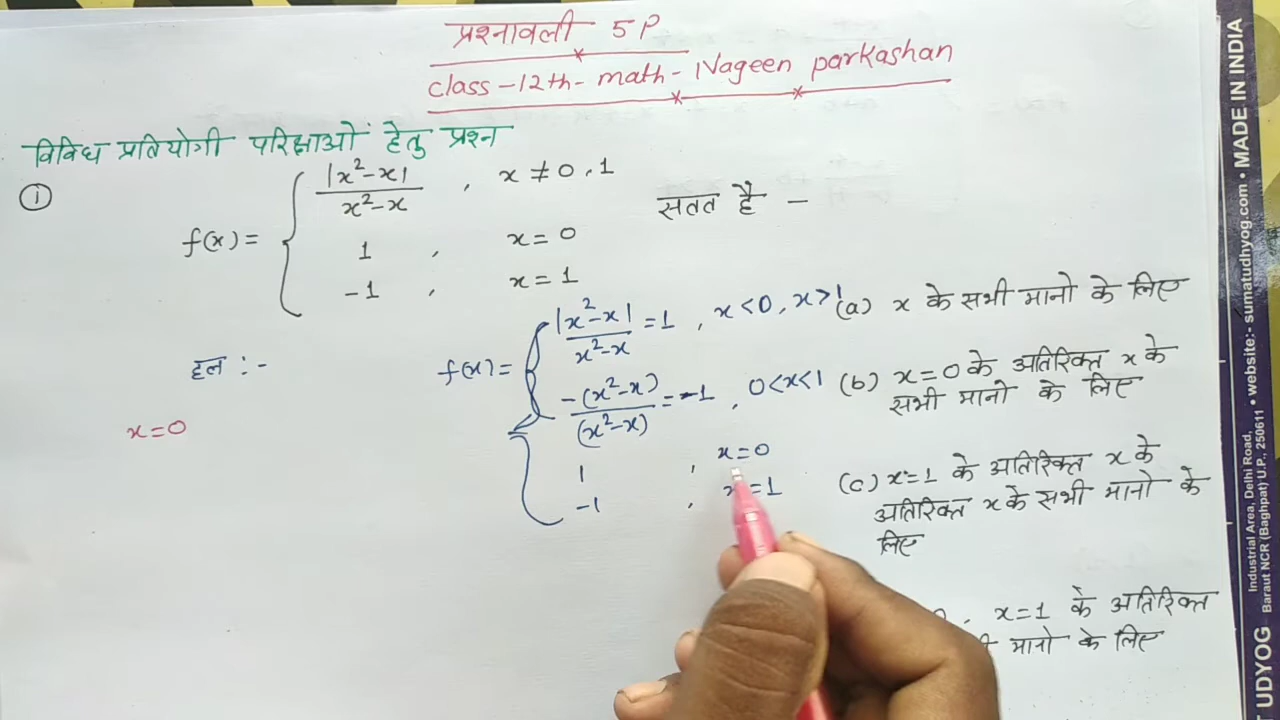 प्रश्नावली 5P
class-12th-math-Nageen parkashan
विविध प्रतियोगी परिक्षाओं हेतु प्रश्न
① f(x) = { |x²-x| / x²-x , x ≠ 0, 1
1 , x = 0
-1 , x = 1
सतत है -
(a) x के सभी मानो के लिए
(b) x=0 के अतिरिक्त x के
सभी मानो के लिए
(c) x=1 के अतिरिक्त x के
अतिरिक्त x के सभी मानो के
लिए
x=1 के अतिरिक्त
मानो के लिए
हल :-
x=0
f(x) = { |x²-x| / x²-x = 1 , x<0, x>1
-(x²-x) / (x²-x) = -1 , 0<x<1
1 , x=0
-1 , x=1
UDYOG
Industrial Area, Delhi Road,
Baraut NCR (Baghpat) U.P., 250611
• website:- sumatudhyog.com • MADE IN INDIA